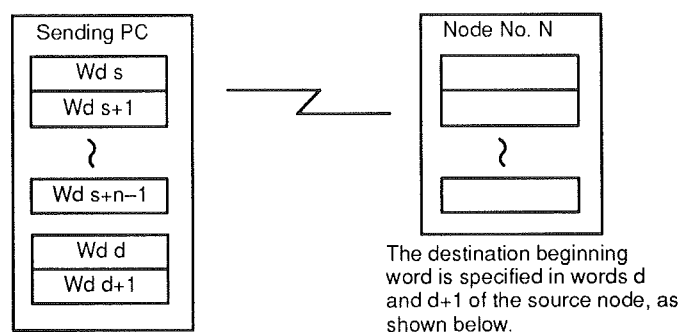 Sending PC
Wd s
Wd s+1
Wd s+n–1
Wd d
Wd d+1
Node No. N
The destination beginning
word is specified in words d
and d+1 of the source node, as
shown below.